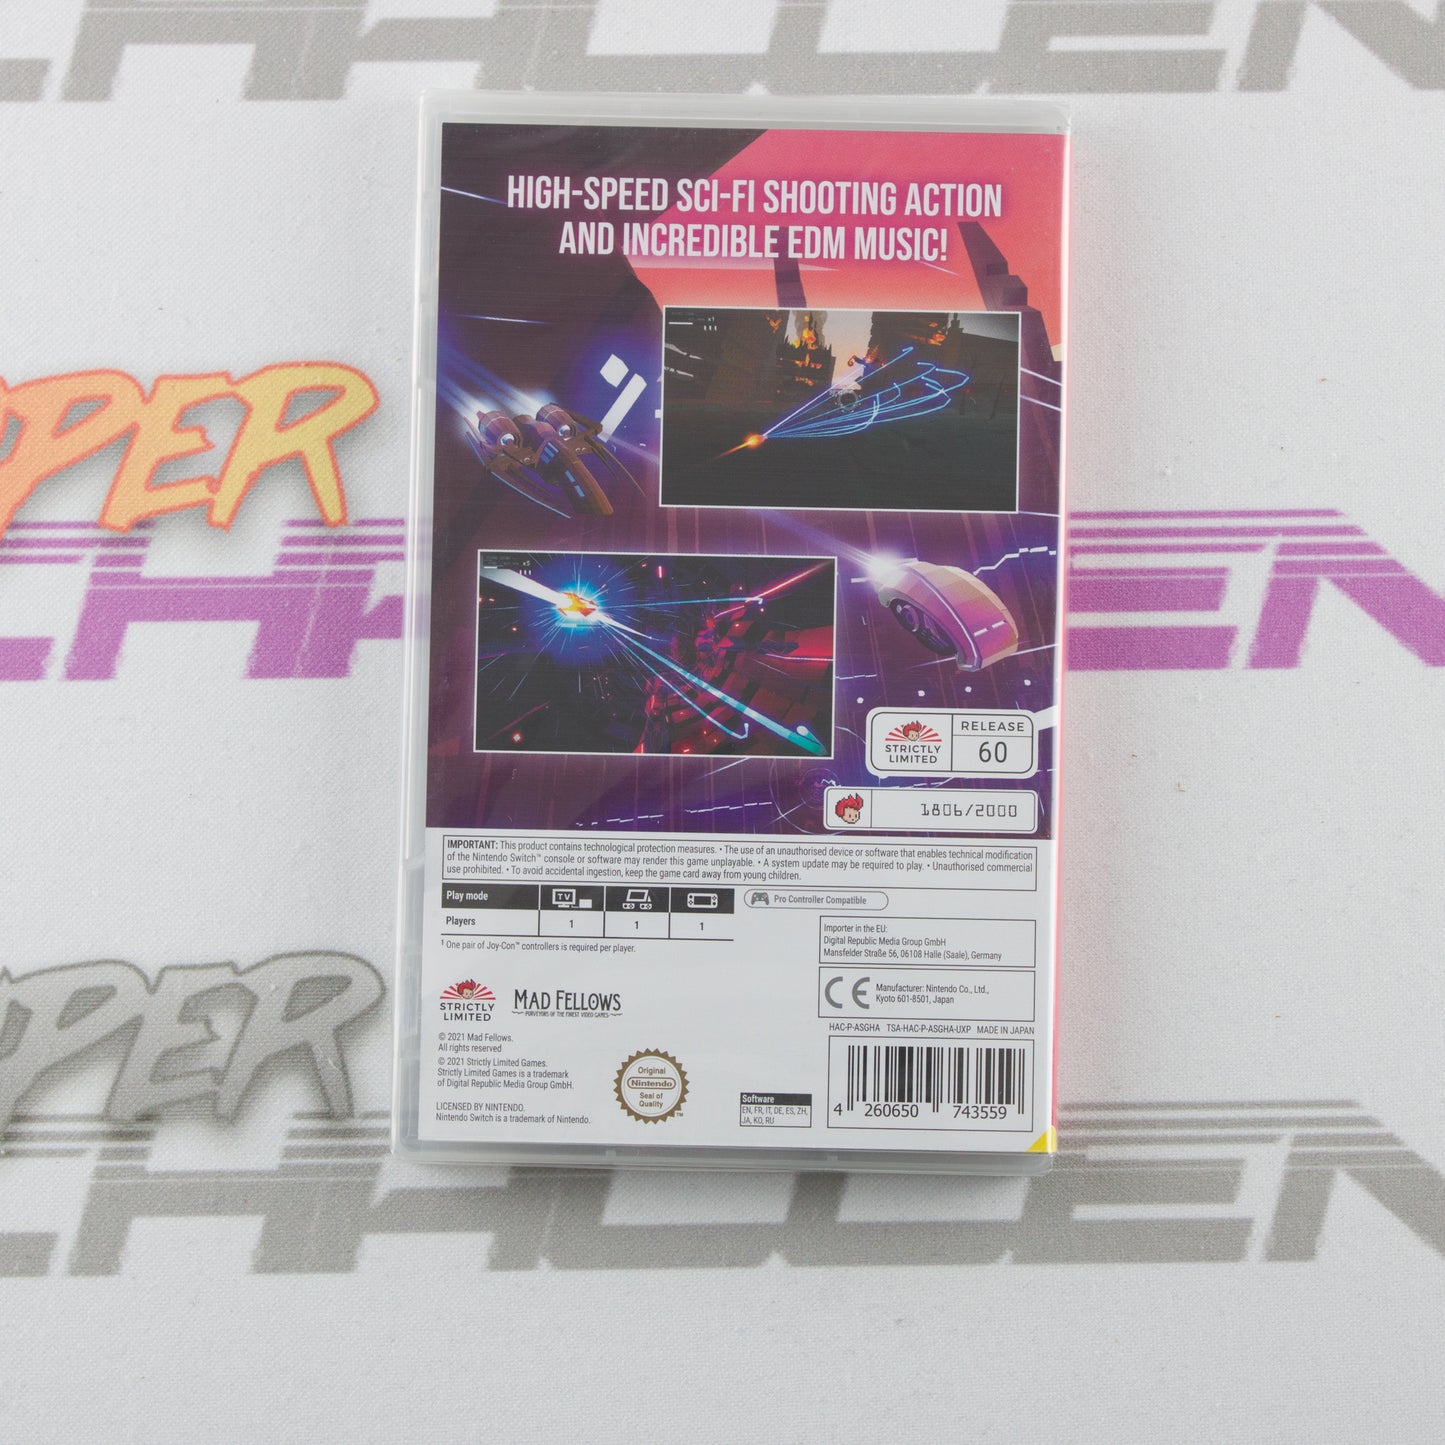 HIGH-SPEED SCI-FI SHOOTING ACTION
AND INCREDIBLE EDM MUSIC!
STRICTLY
LIMITED
RELEASE
60
1806/2000
IMPORTANT: This product contains technological protection measures. • The use of an unauthorised device or software that enables technical modification
of the Nintendo Switch™ console or software may render this game unplayable. • A system update may be required to play. • Unauthorised commercial
use prohibited. • To avoid accidental ingestion, keep the game card away from young children.
Play mode
TV
Pro Controller Compatible
Players
1
1
1
¹ One pair of Joy-Con™ controllers is required per player.
Importer in the EU:
Digital Republic Media Group GmbH
Mansfelder Straße 56, 06108 Halle (Saale), Germany
CE
Manufacturer: Nintendo Co., Ltd.,
Kyoto 601-8501, Japan
STRICTLY
LIMITED
MAD FELLOWS
PURVEYORS OF THE FINEST VIDEO GAMES
HAC-P-ASGHA TSA-HAC-P-ASGHA-UXP MADE IN JAPAN
© 2021 Mad Fellows.
All rights reserved
© 2021 Strictly Limited Games.
Strictly Limited Games is a trademark
of Digital Republic Media Group GmbH.
LICENSED BY NINTENDO.
Nintendo Switch is a trademark of Nintendo.
Original
Nintendo
Seal of
Quality
™
Software
EN, FR, IT, DE, ES, ZH,
JA, KO, RU
4 260650 743559